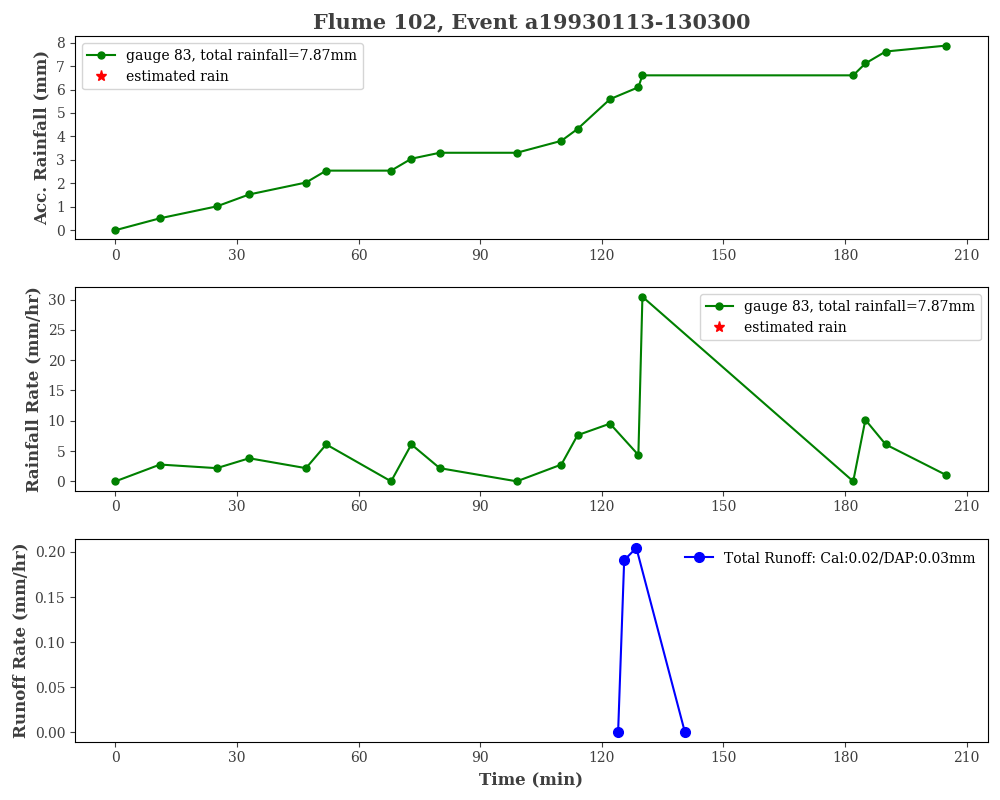 Flume 102, Event a19930113-130300
8
7
6
5
4
3
2
1
0
Acc. Rainfall (mm)
gauge 83, total rainfall=7.87mm
estimated rain
0 30 60 90 120 150 180 210
30
25
20
15
10
5
0
Rainfall Rate (mm/hr)
gauge 83, total rainfall=7.87mm
estimated rain
0 30 60 90 120 150 180 210
0.20
0.15
0.10
0.05
0.00
Runoff Rate (mm/hr)
Total Runoff: Cal:0.02/DAP:0.03mm
0 30 60 90 120 150 180 210
Time (min)